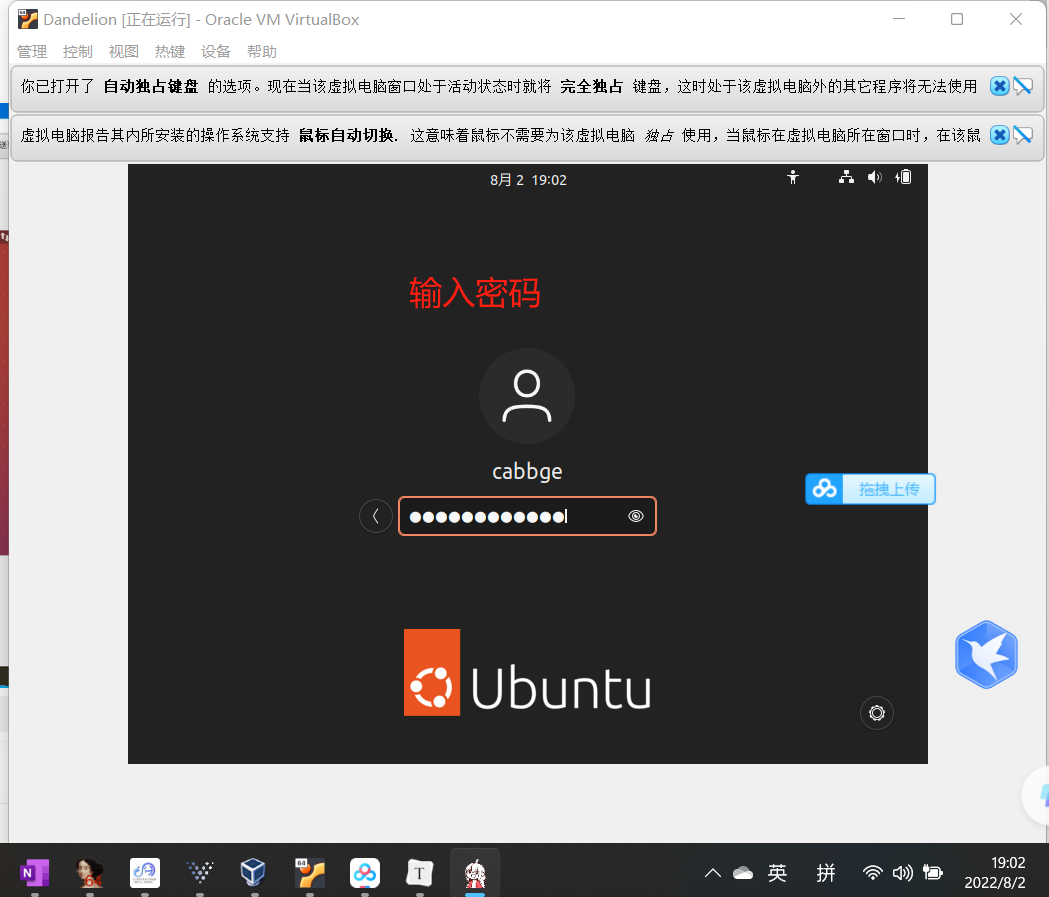 Dandelion [正在运行] - Oracle VM VirtualBox
管理 控制 视图 热键 设备 帮助
你已打开了 自动独占键盘 的选项。现在当该虚拟电脑窗口处于活动状态时就将 完全独占 键盘，这时处于该虚拟电脑外的其它程序将无法使用
虚拟电脑报告其内所安装的操作系统支持 鼠标自动切换. 这意味着鼠标不需要为该虚拟电脑 独占 使用，当鼠标在虚拟电脑所在窗口时，在该鼠
8月 2 19:02
输入密码
cabbge
拖拽上传
Ubuntu
N 64 64 T
英 拼 19:02
2022/8/2